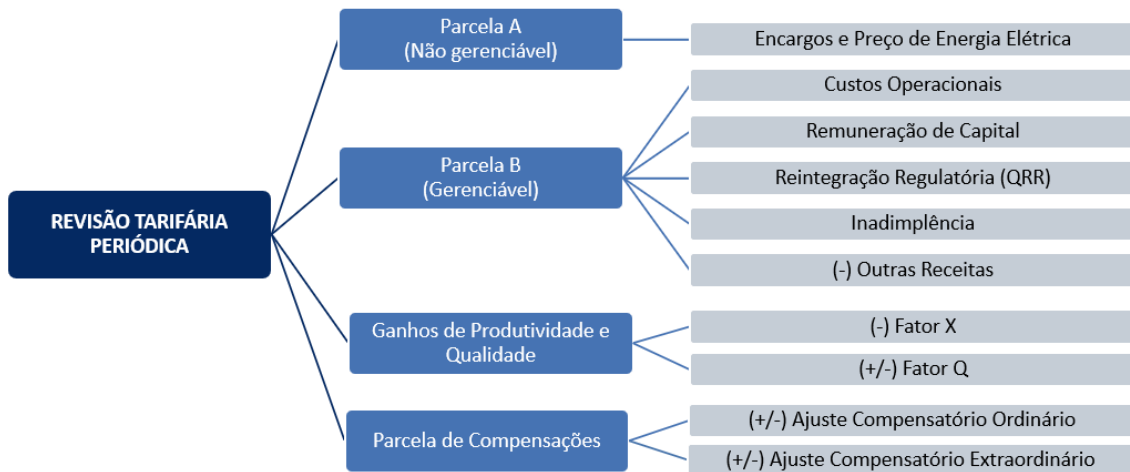 REVISÃO TARIFÁRIA
PERIÓDICA
Parcela A
(Não gerenciável)
Encargos e Preço de Energia Elétrica
Parcela B
(Gerenciável)
Custos Operacionais
Remuneração de Capital
Reintegração Regulatória (QRR)
Inadimplência
(-) Outras Receitas
Ganhos de Produtividade e
Qualidade
(-) Fator X
(+/-) Fator Q
Parcela de Compensações
(+/-) Ajuste Compensatório Ordinário
(+/-) Ajuste Compensatório Extraordinário